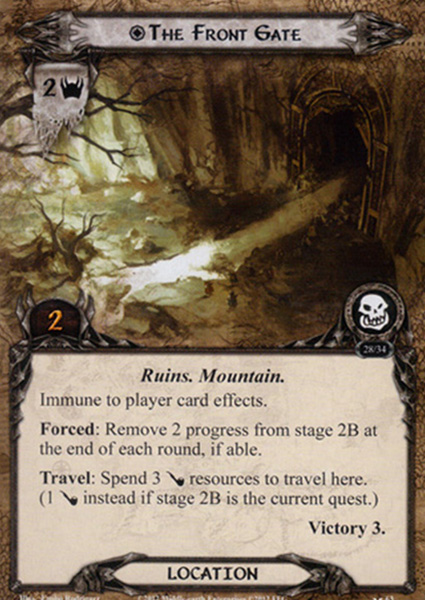 THE FRONT GATE
2
2
28/34
Ruins. Mountain.
Immune to player card effects.
Forced: Remove 2 progress from stage 2B at
the end of each round, if able.
Travel: Spend 3 resources to travel here.
(1 instead if stage 2B is the current quest.)
Victory 3.
LOCATION